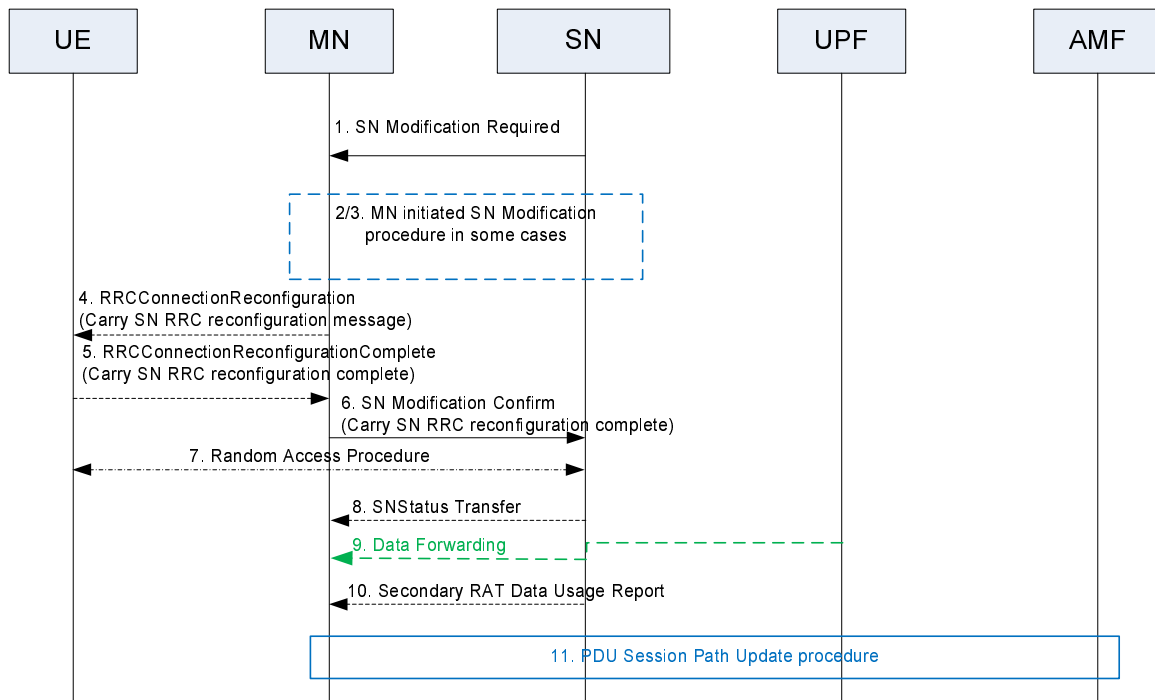 UE
MN
SN
UPF
AMF
1. SN Modification Required
2/3. MN initiated SN Modification
procedure in some cases
4. RRCConnectionReconfiguration
(Carry SN RRC reconfiguration message)
5. RRCConnectionReconfigurationComplete
(Carry SN RRC reconfiguration complete)
6. SN Modification Confirm
(Carry SN RRC reconfiguration complete)
7. Random Access Procedure
8. SNStatus Transfer
9. Data Forwarding
10. Secondary RAT Data Usage Report
11. PDU Session Path Update procedure